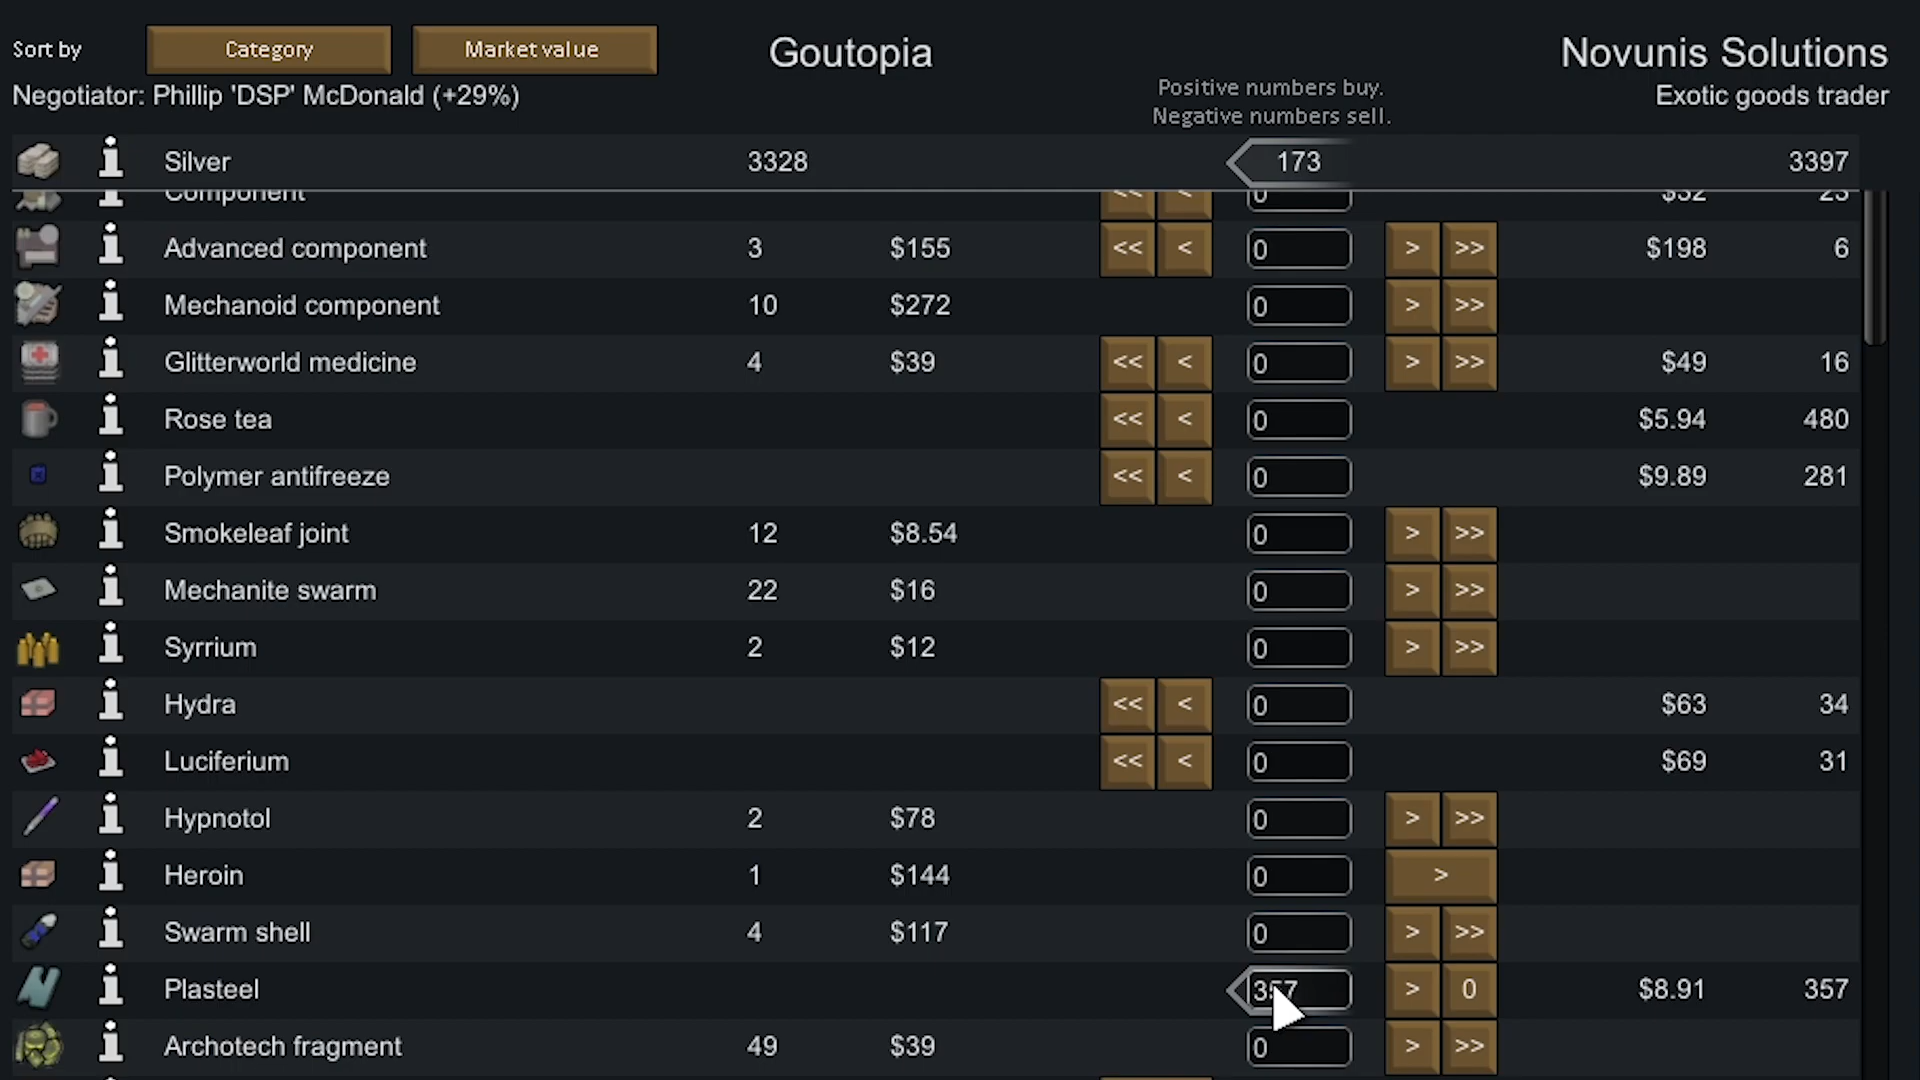 Sort by Category Market value Goutopia Novunis Solutions
Negotiator: Phillip 'DSP' McDonald (+29%) Positive numbers buy. Exotic goods trader
Negative numbers sell.
Silver 3328 173 3397
Component << < 0 $32 23
Advanced component 3 $155 << < 0 > >> $198 6
Mechanoid component 10 $272 0 > >>
Glitterworld medicine 4 $39 << < 0 > >> $49 16
Rose tea << < 0 $5.94 480
Polymer antifreeze << < 0 $9.89 281
Smokeleaf joint 12 $8.54 0 > >>
Mechanite swarm 22 $16 0 > >>
Syrrium 2 $12 0 > >>
Hydra << < 0 $63 34
Luciferium << < 0 $69 31
Hypnotol 2 $78 0 > >>
Heroin 1 $144 0 >
Swarm shell 4 $117 0 > >>
Plasteel 357 > 0 $8.91 357
Archotech fragment 49 $39 0 > >>